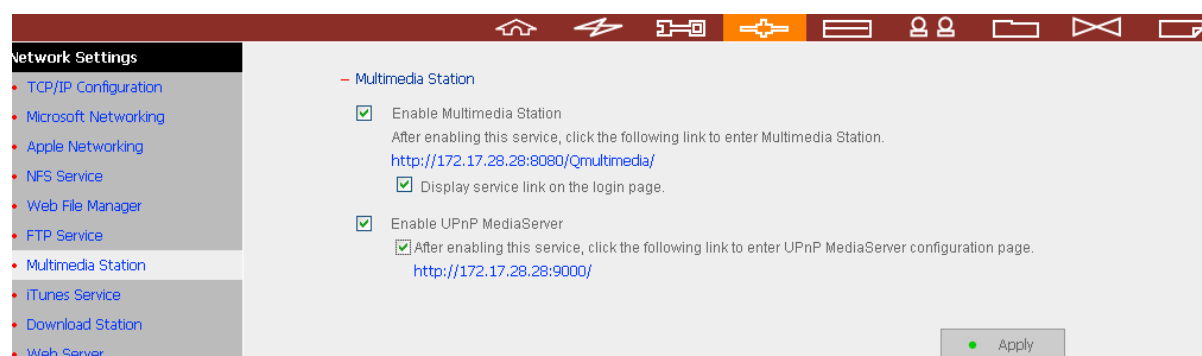 Network Settings
TCP/IP Configuration
Microsoft Networking
Apple Networking
NFS Service
Web File Manager
FTP Service
Multimedia Station
iTunes Service
Download Station
Web Server
– Multimedia Station
Enable Multimedia Station
After enabling this service, click the following link to enter Multimedia Station.
http://172.17.28.28:8080/Qmultimedia/
Display service link on the login page.
Enable UPnP MediaServer
After enabling this service, click the following link to enter UPnP MediaServer configuration page.
http://172.17.28.28:9000/
Apply